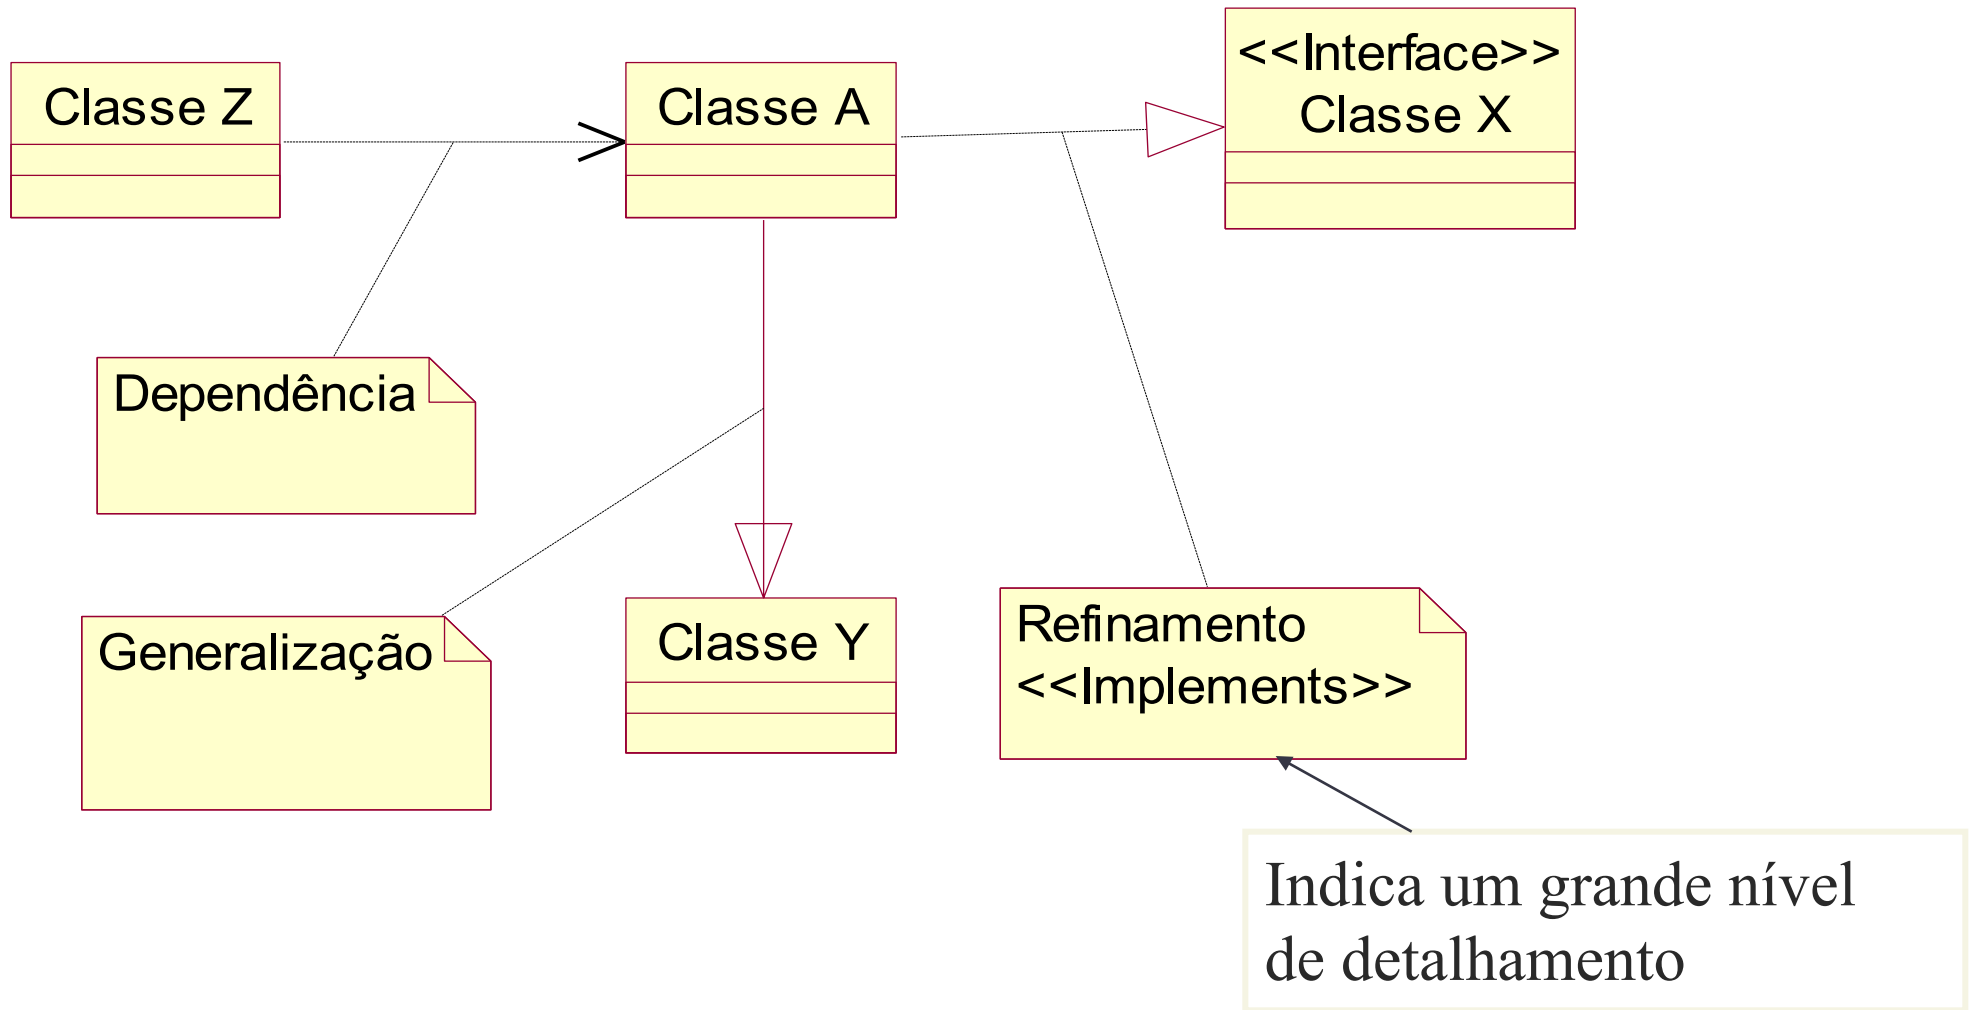 Classe Z
Classe A
<<Interface>>
Classe X
Dependência
Generalização
Classe Y
Refinamento
<<Implements>>
Indica um grande nível
de detalhamento